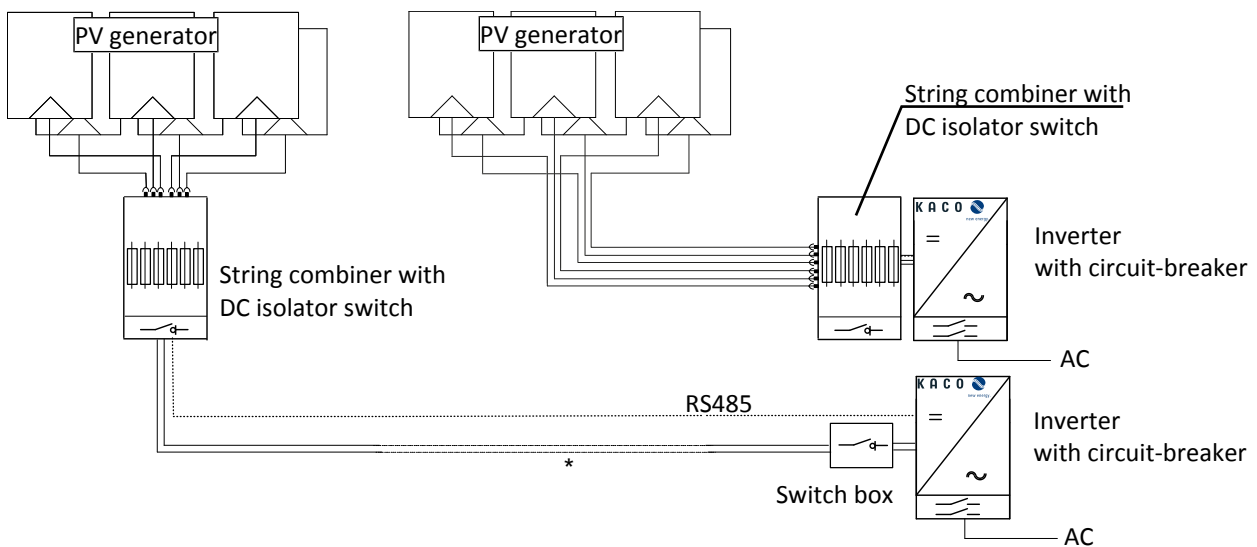 PV generator
PV generator
String combiner with
DC isolator switch
KACO
new energy
Inverter
with circuit-breaker
String combiner with
DC isolator switch
AC
KACO
new energy
RS485
Inverter
with circuit-breaker
*
Switch box
AC